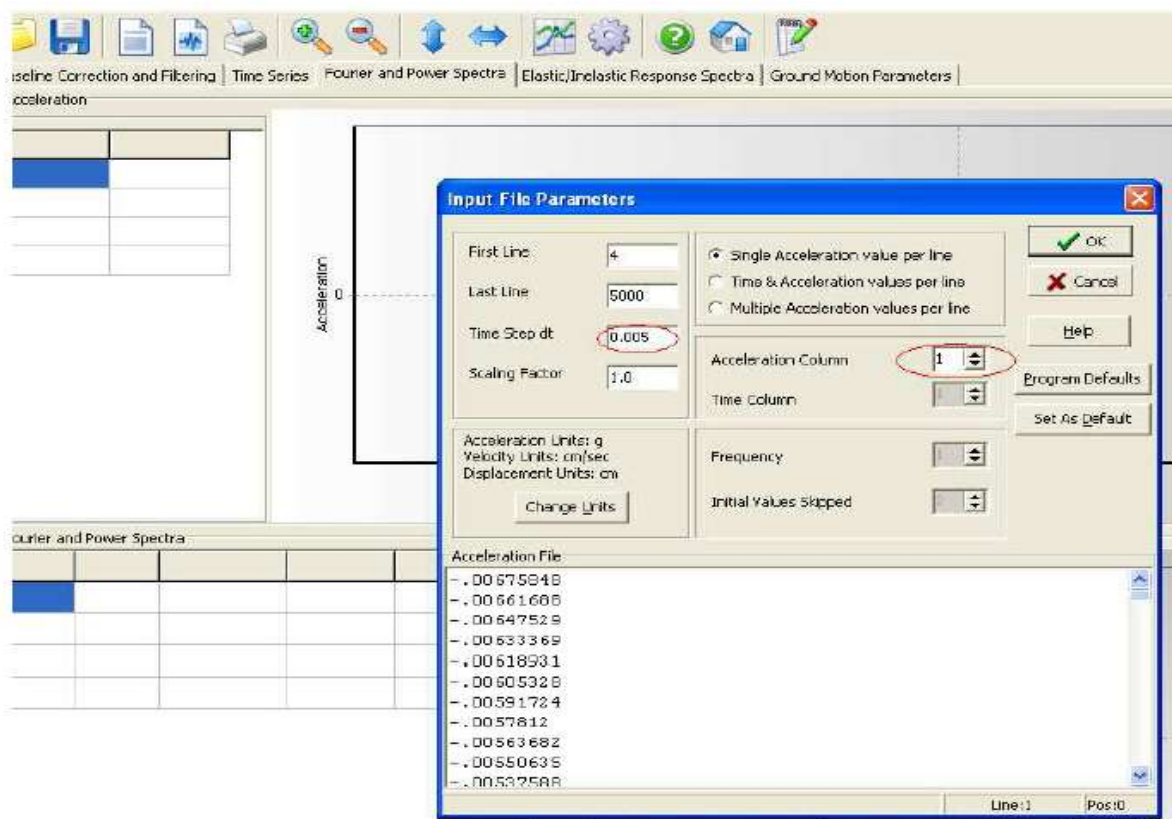 seline Correction and Filtering Time Series Fourier and Power Spectra Elastic/Inelastic Response Spectra Ground Motion Parameters
cceleration
Acceleration
0
Input File Parameters
First Line 4
Last Line 5000
Time Step dt 0.005
Scaling Factor 1.0
Single Acceleration value per line
Time & Acceleration values per line
Multiple Acceleration values per line
OK
Cancel
Help
Acceleration Column 1
Time Column
Program Defaults
Set As Default
Acceleration Units: g
Velocity Units: cm/sec
Displacement Units: cm
Change Units
Frequency
Initial Values Skipped
ourier and Power Spectra
Acceleration File
-.00675848
-.00661688
-.00647529
-.00633369
-.00618931
-.00605328
-.00591724
-.0057812
-.00563682
-.00550635
-.00537588
Line:1 Pos:0